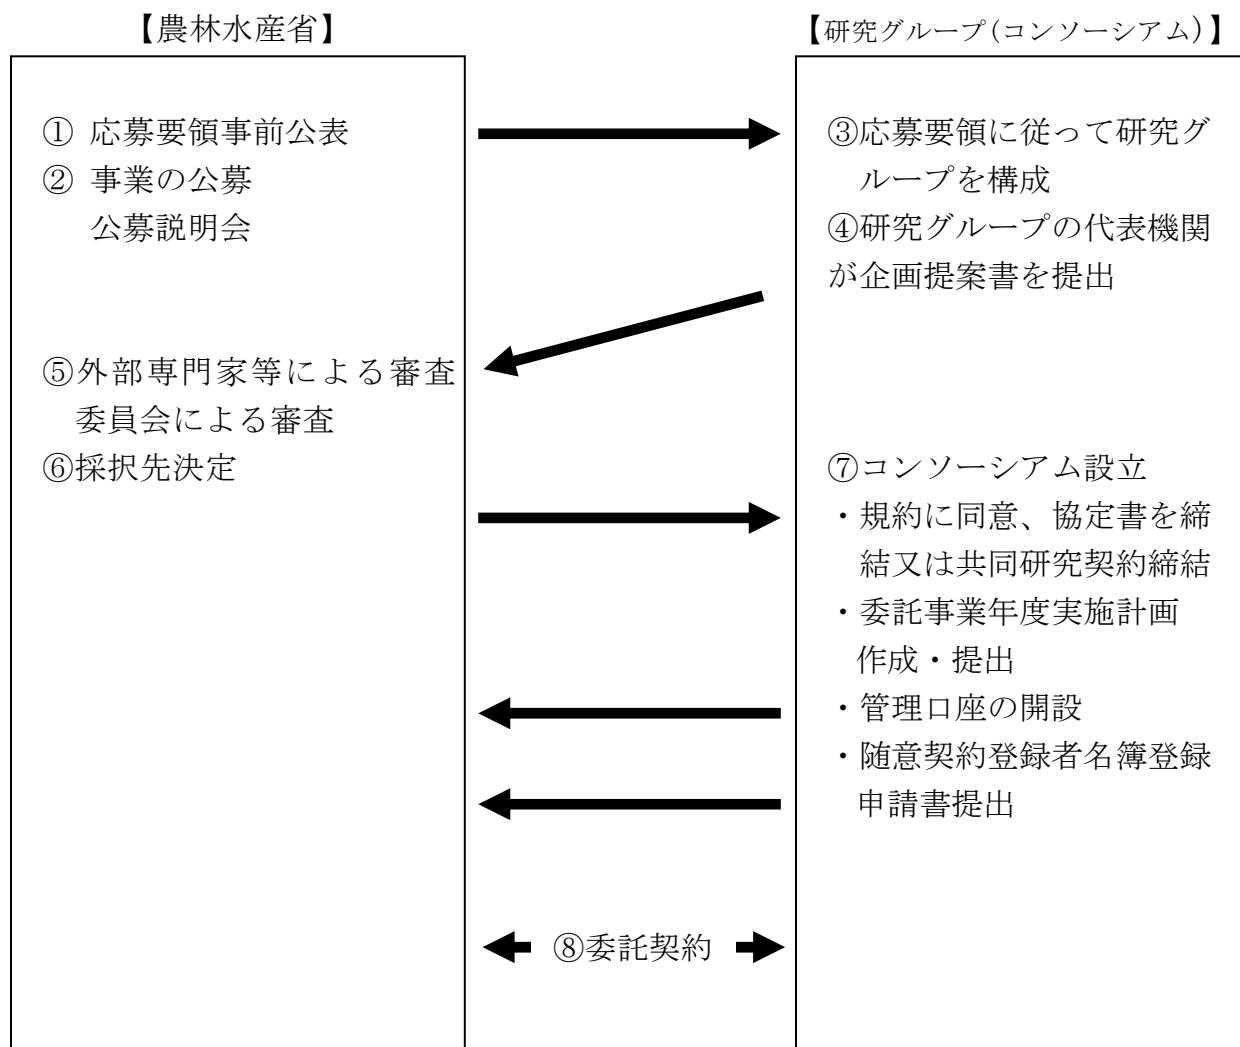 【農林水産省】
① 応募要領事前公表
② 事業の公募
公募説明会
⑤外部専門家等による審査
委員会による審査
⑥採択先決定
【研究グループ(コンソーシアム)】
③応募要領に従って研究グ
ループを構成
④研究グループの代表機関
が企画提案書を提出
⑦コンソーシアム設立
・規約に同意、協定書を締
結又は共同研究契約締結
・委託事業年度実施計画
作成・提出
・管理口座の開設
・随意契約登録者名簿登録
申請書提出
⑧委託契約